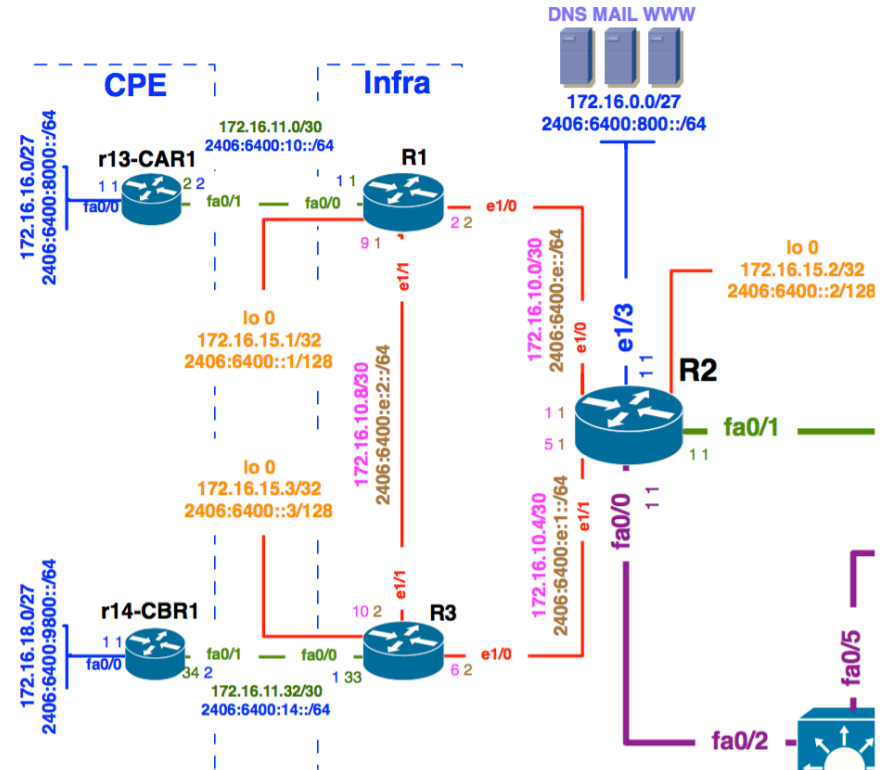 DNS MAIL WWW
172.16.0.0/27
2406:6400:800::/64
CPE
Infra
172.16.16.0/27
2406:6400:8000::/64
r13-CAR1
1 1
fa0/0
2 2
fa0/1
172.16.11.0/30
2406:6400:10::/64
fa0/0
1 1
R1
e1/0
2 2
9 1
e1/1
lo 0
172.16.15.1/32
2406:6400::1/128
172.16.10.8/30
2406:6400:e:2::/64
172.16.10.0/30
2406:6400:e::/64
e1/0
e1/3
1 1
lo 0
172.16.15.2/32
2406:6400::2/128
R2
1 1
5 1
fa0/1
1 1
fa0/0
1 1
172.16.10.4/30
2406:6400:e:1::/64
e1/1
lo 0
172.16.15.3/32
2406:6400::3/128
e1/1
10 2
R3
e1/0
6 2
172.16.18.0/27
2406:6400:9800::/64
r14-CBR1
1 1
fa0/0
fa0/1
34 2
fa0/0
1 33
172.16.11.32/30
2406:6400:14::/64
fa0/2
fa0/5